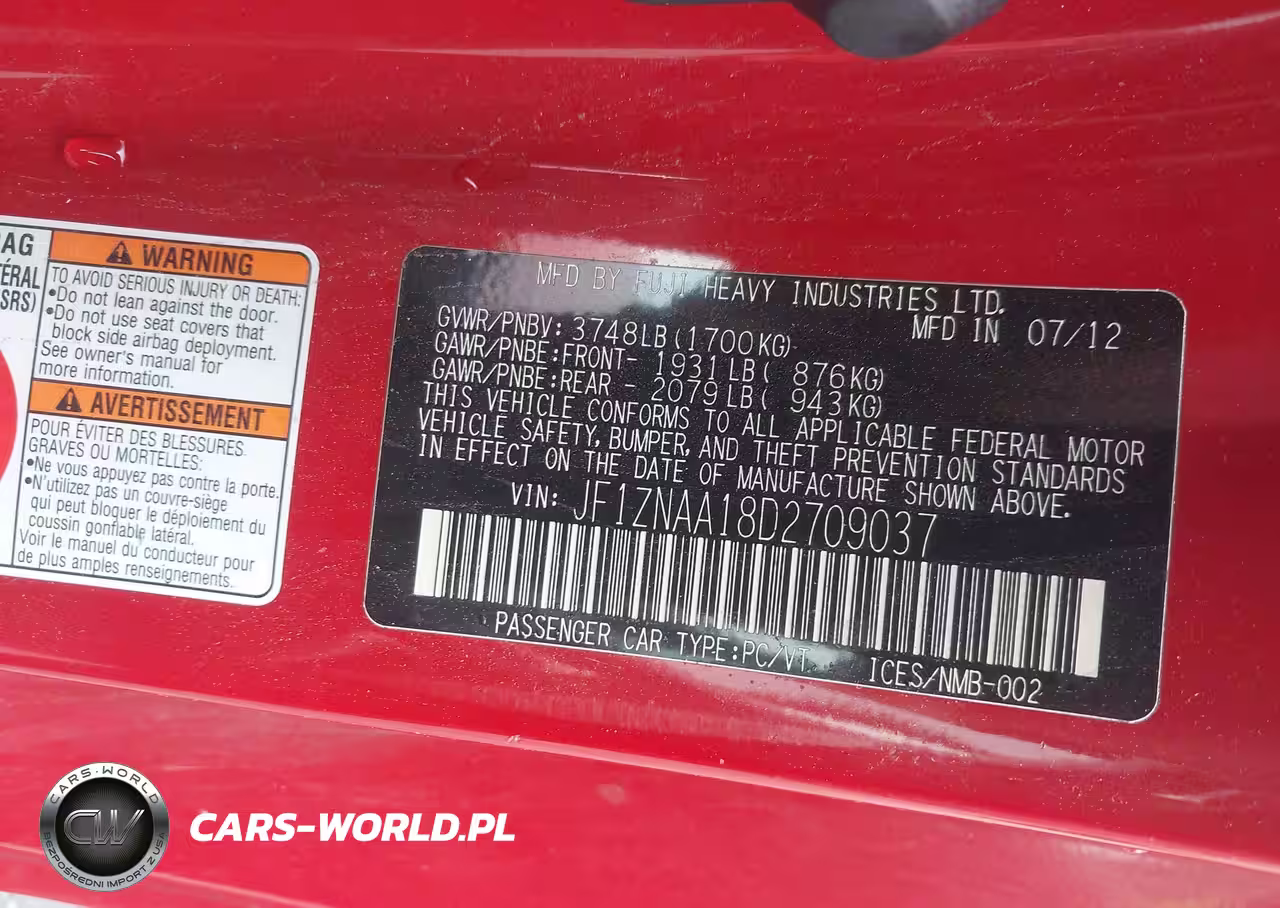 AG
TÉRAL
SRS)
WARNING
TO AVOID SERIOUS INJURY OR DEATH:
•Do not lean against the door.
•Do not use seat covers that
block side airbag deployment.
See owner's manual for
more information.
AVERTISSEMENT
POUR ÉVITER DES BLESSURES
GRAVES OU MORTELLES:
•Ne vous appuyez pas contre la porte.
•N'utilizez pas un couvre-siège
qui peut bloquer le déploiement du
coussin gonflable latéral.
Voir le manuel du conducteur pour
de plus amples renseignements.
MFD BY FUJI HEAVY INDUSTRIES LTD.
MFD IN 07/12
GVWR/PNBV: 3748LB(1700KG)
GAWR/PNBE:FRONT- 1931LB( 876KG)
GAWR/PNBE:REAR - 2079LB( 943KG)
THIS VEHICLE CONFORMS TO ALL APPLICABLE FEDERAL MOTOR
VEHICLE SAFETY, BUMPER, AND THEFT PREVENTION STANDARDS
IN EFFECT ON THE DATE OF MANUFACTURE SHOWN ABOVE.
VIN: JF1ZNAA18D2709037
PASSENGER CAR TYPE:PC/VT
ICES/NMB-002
CARS-WORLD
CW
BEZPOŚREDNI IMPORT Z USA
CARS-WORLD.PL